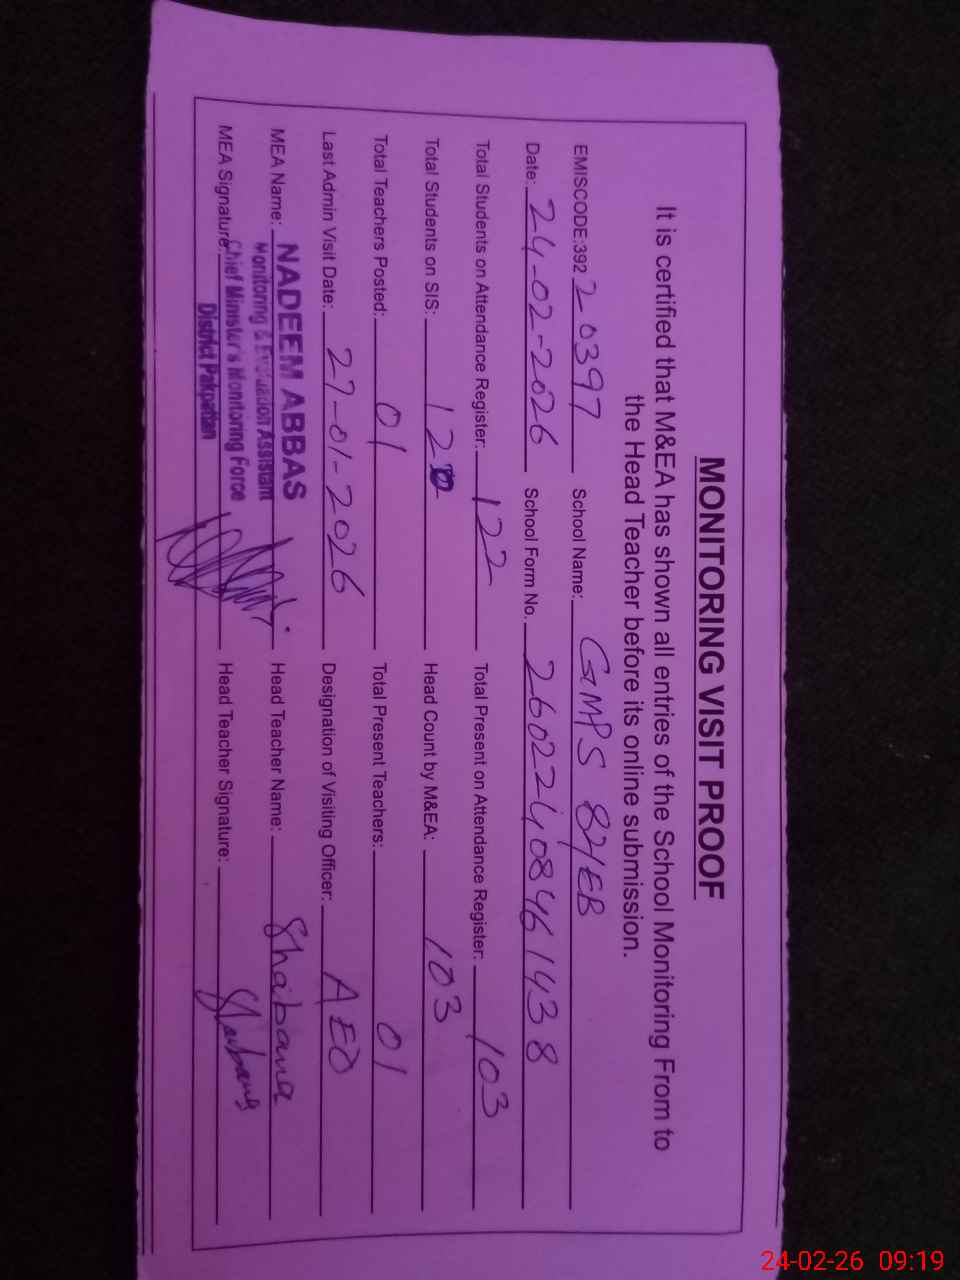 MONITORING VISIT PROOF
It is certified that M&EA has shown all entries of the School Monitoring From to
the Head Teacher before its online submission.
EMISCODE:392 20397 School Name: GMPS 82/EB
Date: 24-02-2026 School Form No. 26022408461438
Total Students on Attendance Register: 122 Total Present on Attendance Register: 103
Total Students on SIS: 120 Head Count by M&EA: 103
Total Teachers Posted: 01 Total Present Teachers: 01
Last Admin Visit Date: 27-01-2026 Designation of Visiting Officer: AEO
MEA Name: NADEEM ABBAS Head Teacher Name: Shabana
Monitoring & Evaluation Assistant
MEA Signature: Chief Minister's Monitoring Force Head Teacher Signature: Shabana
District Pakpattan
24-02-26 09:19